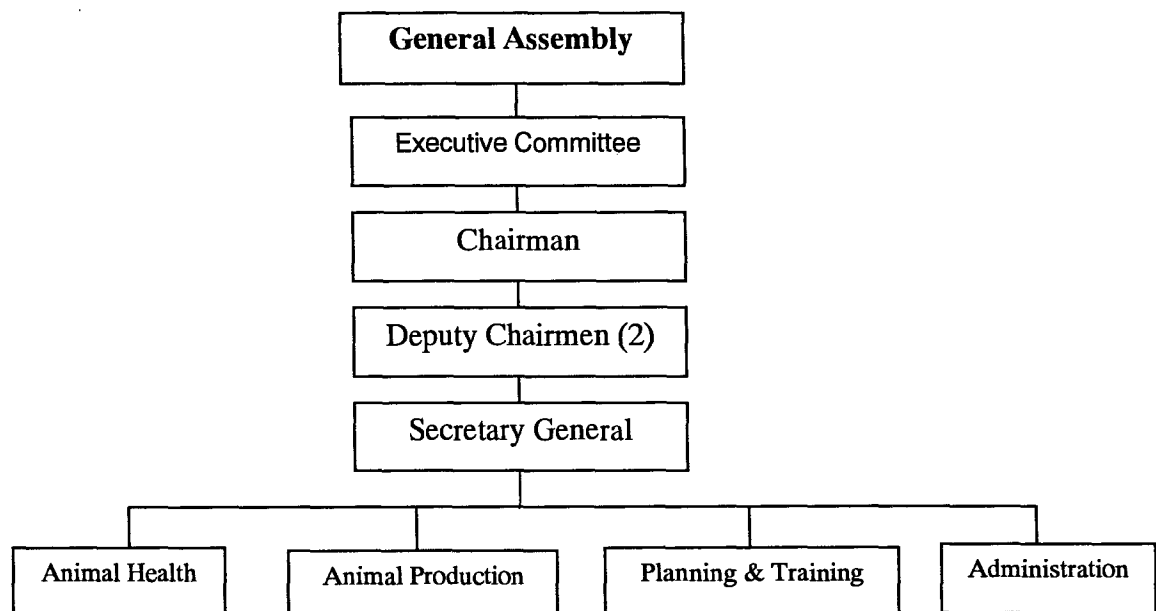 General Assembly
Executive Committee
Chairman
Deputy Chairmen (2)
Secretary General
Animal Health
Animal Production
Planning & Training
Administration